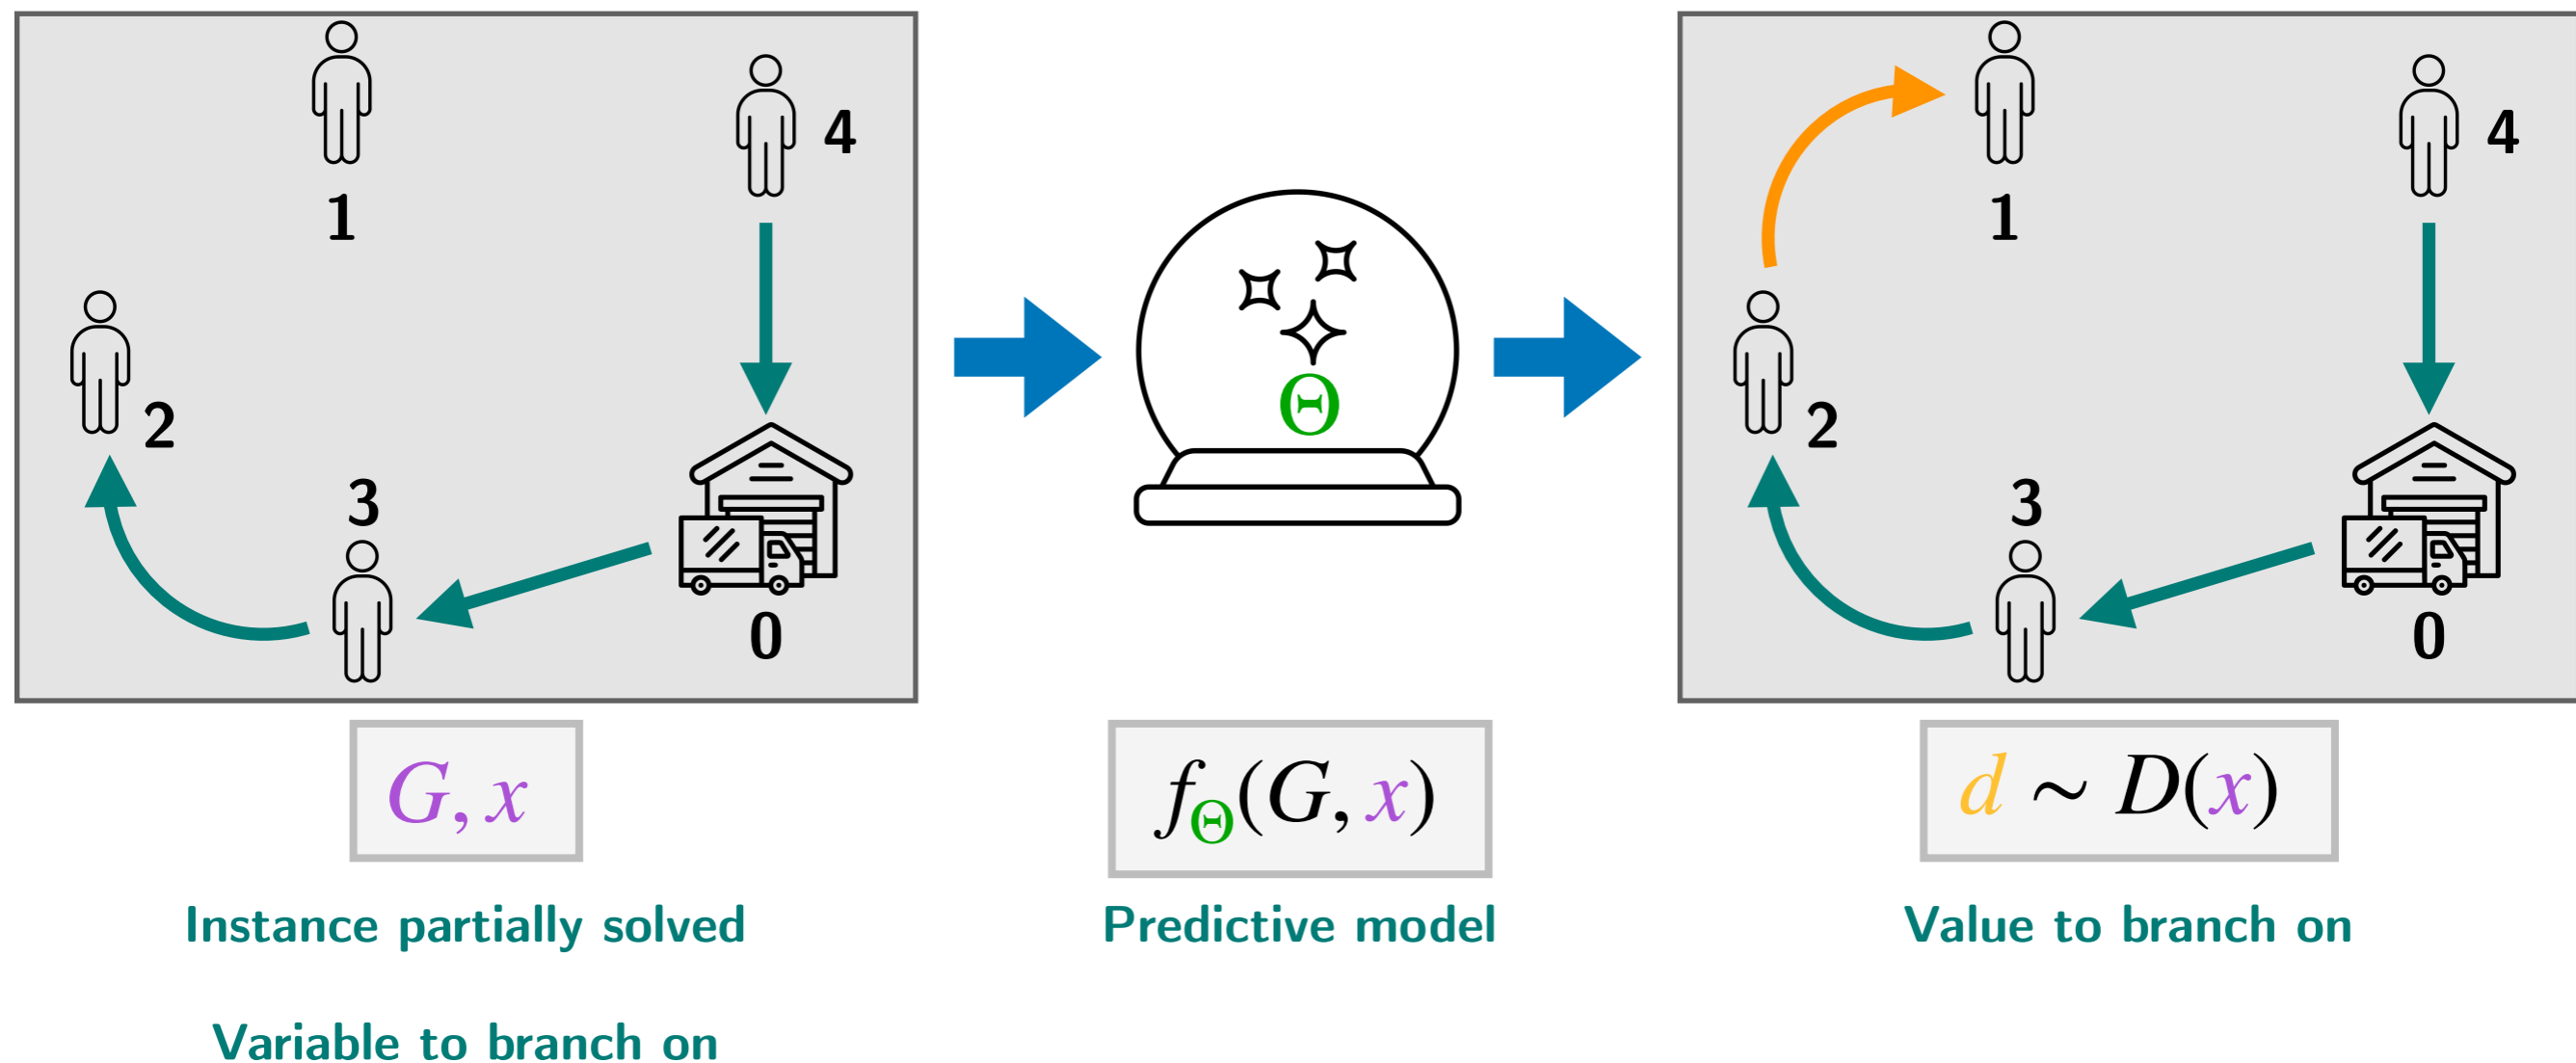 1
4
2
3
0
Θ
1
4
2
3
0
G, x
f_Θ(G, x)
d ~ D(x)
Instance partially solved
Predictive model
Value to branch on
Variable to branch on